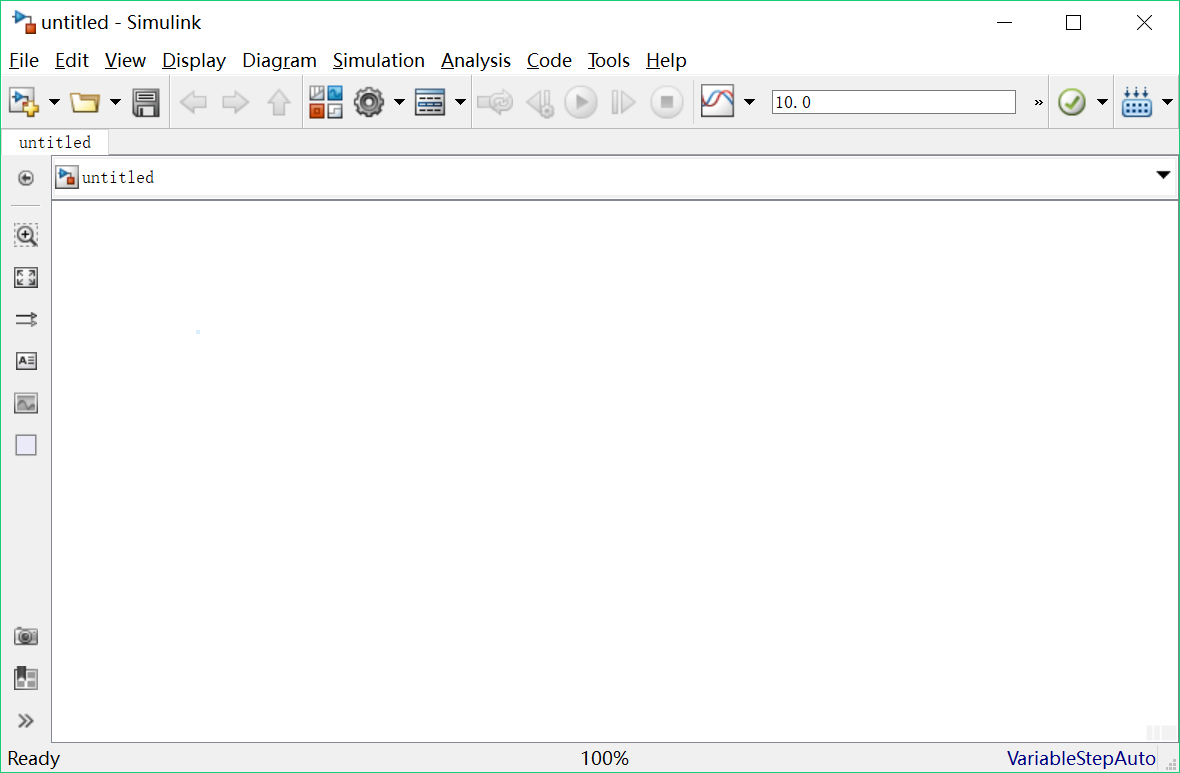 untitled - Simulink
File Edit View Display Diagram Simulation Analysis Code Tools Help
10.0 »
untitled
untitled
Ready 100% VariableStepAuto